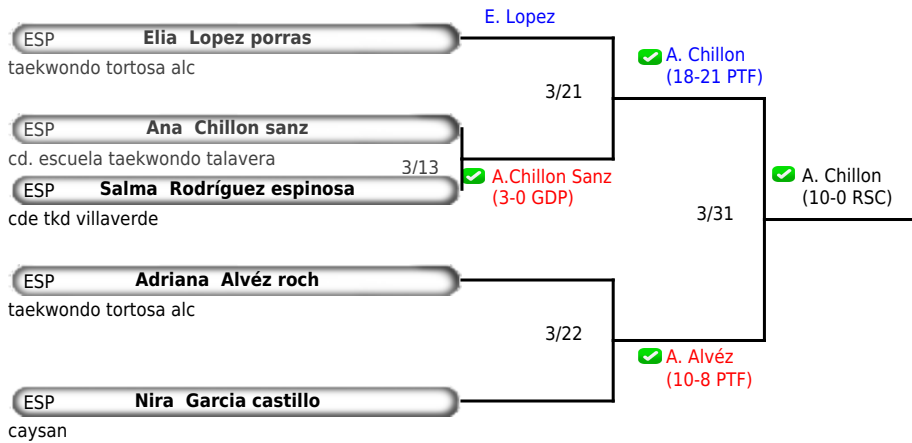 E. Lopez
ESP Elia Lopez porras
taekwondo tortosa alc
A. Chillon
(18-21 PTF)
3/21
ESP Ana Chillon sanz
cd. escuela taekwondo talavera
3/13
A.Chillon Sanz
(3-0 GDP)
ESP Salma Rodríguez espinosa
cde tkd villaverde
A. Chillon
(10-0 RSC)
3/31
ESP Adriana Alvéz roch
taekwondo tortosa alc
3/22
A. Alvéz
(10-8 PTF)
ESP Nira Garcia castillo
caysan